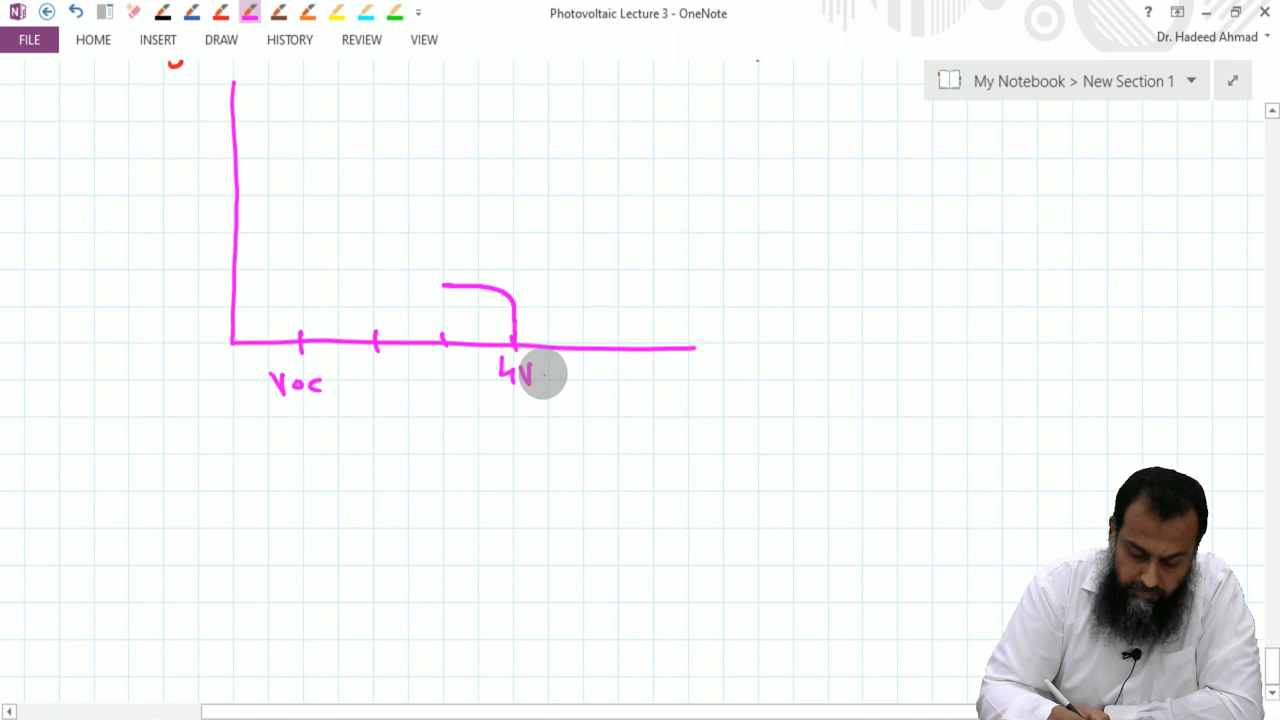 Photovoltaic Lecture 3 - OneNote
?
FILE HOME INSERT DRAW HISTORY REVIEW VIEW
Dr. Hadeed Ahmad
My Notebook > New Section 1
Voc
4V